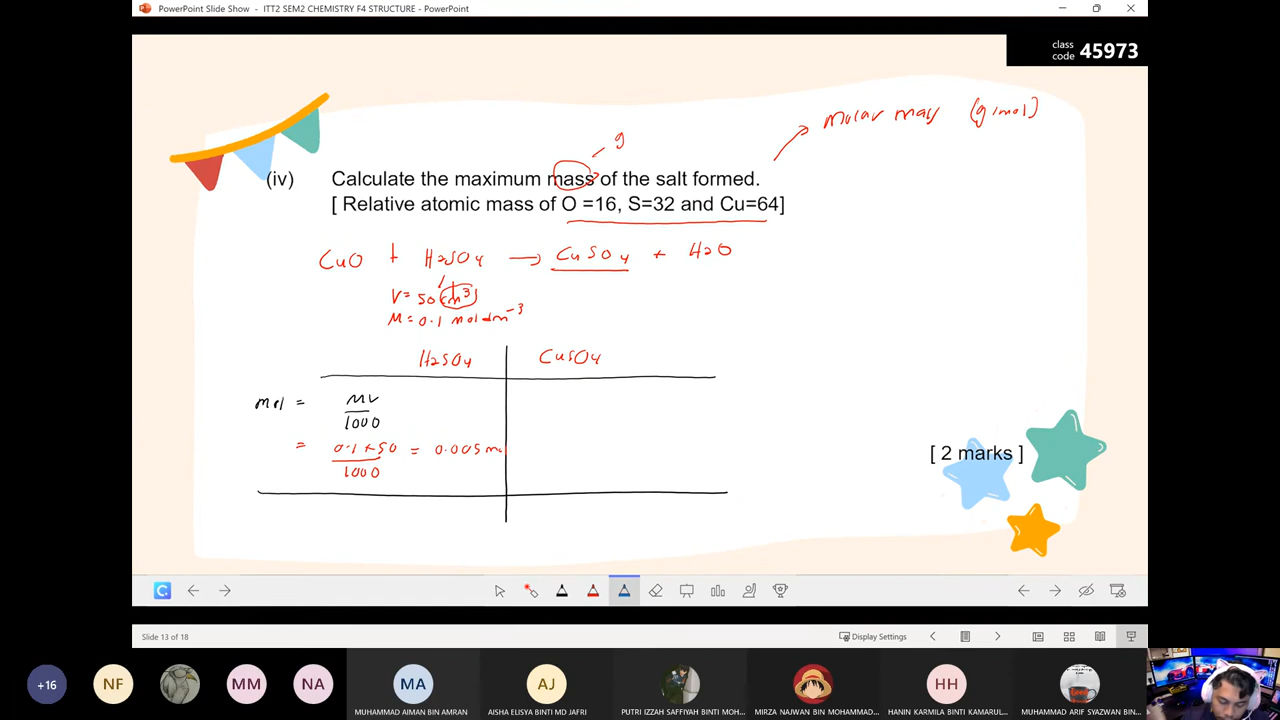 PowerPoint Slide Show - ITT2 SEM2 CHEMISTRY F4 STRUCTURE - PowerPoint
class code 45973
molar mass (g/mol)
g
(iv) Calculate the maximum mass of the salt formed.
[ Relative atomic mass of O =16, S=32 and Cu=64]
CuO + H2SO4 → CuSO4 + H2O
V = 50 cm3
M = 0.1 mol dm-3
H2SO4 CuSO4
mol = MV
1000
= 0.1 × 50 = 0.005 mol
1000
[ 2 marks ]
Slide 13 of 18
Display Settings
+16 NF MM NA MA AJ HH
MUHAMMAD AIMAN BIN AMRAN AISHA ELISYA BINTI MD JAFRI PUTRI IZZAH SAFFIYAH BINTI MOH... MIRZA NAJWAN BIN MOHAMMAD... HANIN KARMILA BINTI KAMARUL... MUHAMMAD ARIF SYAZWAN BIN...